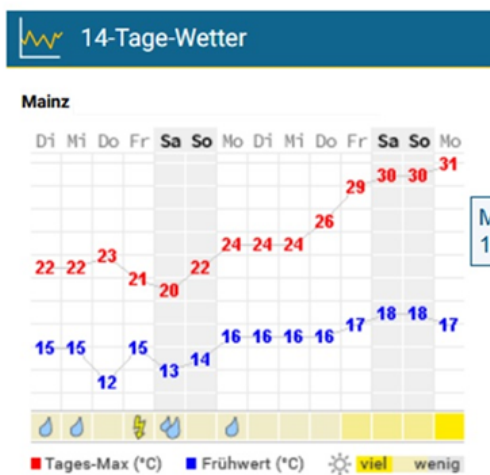 14-Tage-Wetter
Mainz
Di Mi Do Fr Sa So Mo Di Mi Do Fr Sa So Mo
22 22 23 21 20 22 24 24 24 26 29 30 30 31
15 15 12 15 13 14 16 16 16 16 17 18 18 17
Tages-Max (°C) Frühwert (°C) viel wenig